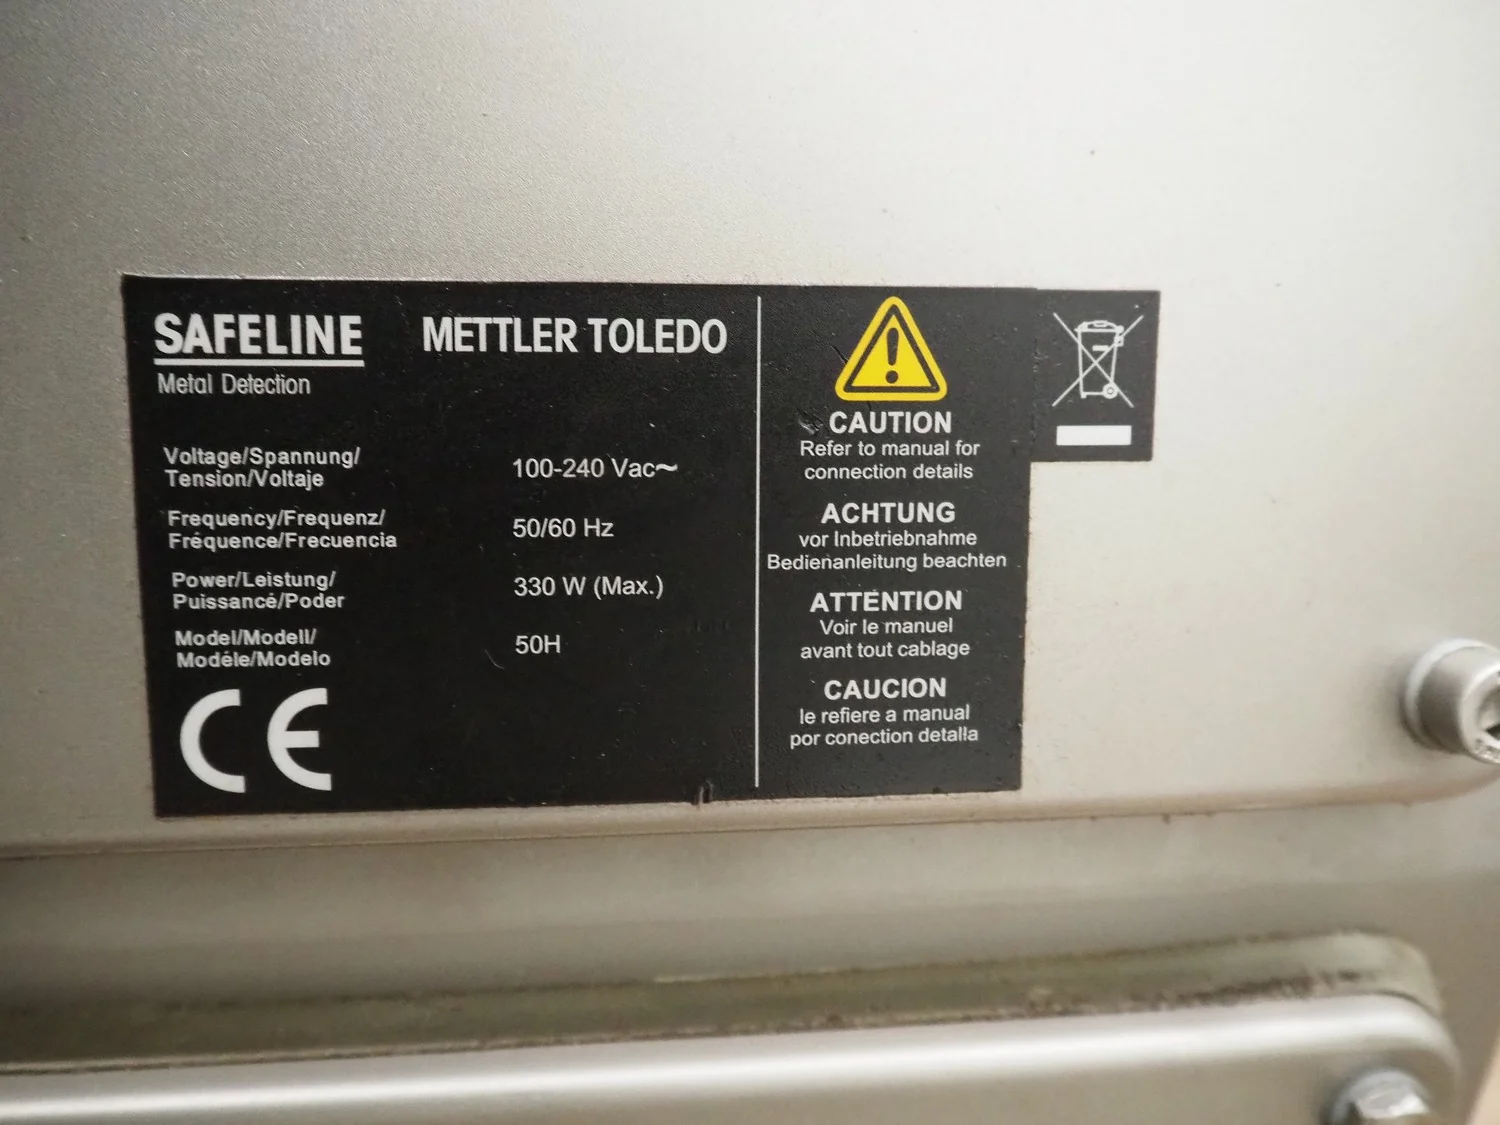 SAFELINE
Metal Detection
METTLER TOLEDO
Voltage/Spannung/
Tension/Voltaje
100-240 Vac~
Frequency/Frequenz/
Fréquence/Frecuencia
50/60 Hz
Power/Leistung/
Puissancé/Poder
330 W (Max.)
Model/Modell/
Modéle/Modelo
50H
CE
CAUTION
Refer to manual for
connection details
ACHTUNG
vor Inbetriebnahme
Bedienanleitung beachten
ATTENTION
Voir le manuel
avant tout cablage
CAUCION
le refiere a manual
por conection detalla